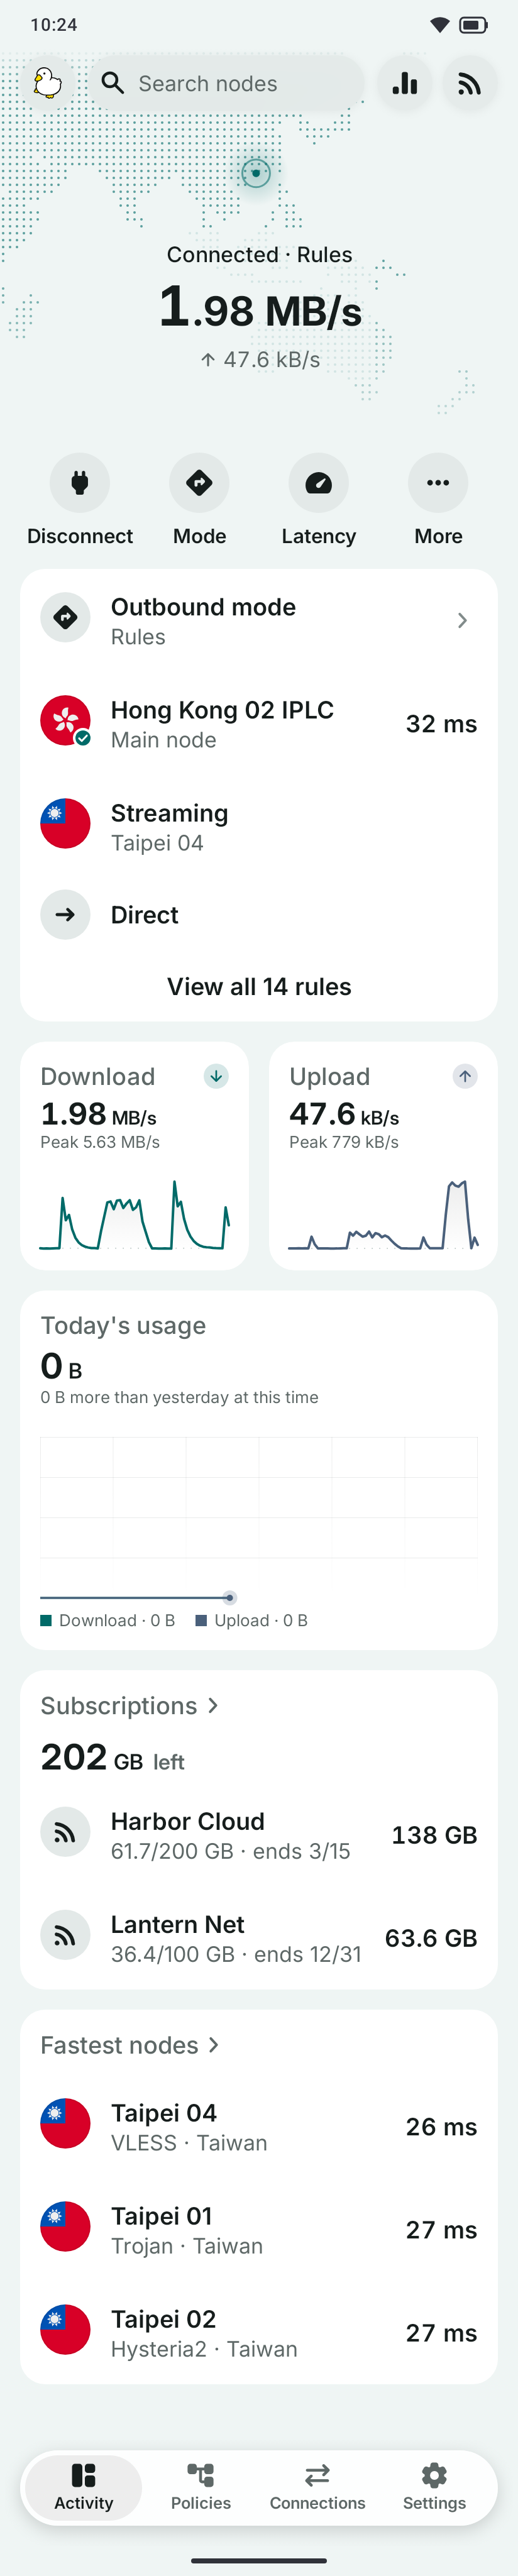 10:24
Search nodes
Connected · Rules
1.98 MB/s
↑ 47.6 kB/s
Disconnect
Mode
Latency
More
Outbound mode
Rules
Hong Kong 02 IPLC
32 ms
Main node
Streaming
Taipei 04
Direct
View all 14 rules
Download
1.98 MB/s
Peak 5.63 MB/s
Upload
47.6 kB/s
Peak 779 kB/s
Today's usage
0 B
0 B more than yesterday at this time
Download · 0 B
Upload · 0 B
Subscriptions
202 GB left
Harbor Cloud
138 GB
61.7/200 GB · ends 3/15
Lantern Net
63.6 GB
36.4/100 GB · ends 12/31
Fastest nodes
Taipei 04
26 ms
VLESS · Taiwan
Taipei 01
27 ms
Trojan · Taiwan
Taipei 02
27 ms
Hysteria2 · Taiwan
Activity
Policies
Connections
Settings